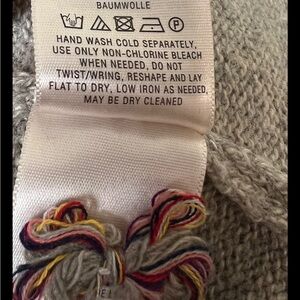 BAUMWOLLE
HAND WASH COLD SEPARATELY,
USE ONLY NON-CHLORINE BLEACH
WHEN NEEDED, DO NOT
TWIST/WRING, RESHAPE AND LAY
FLAT TO DRY, LOW IRON AS NEEDED,
MAY BE DRY CLEANED